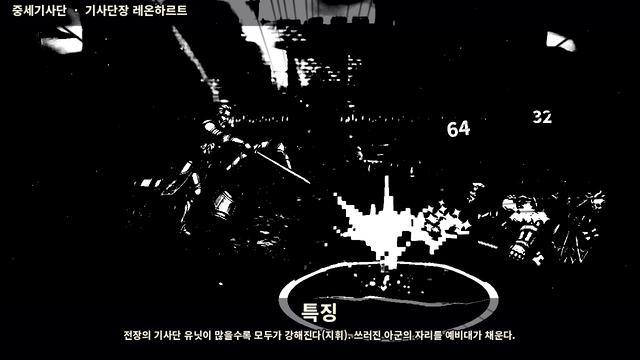 중세기사단 · 기사단장 레온하르트
64
32
특징
전장의 기사단 유닛이 많을수록 모두가 강해진다(지휘). 쓰러진 아군의 자리를 예비대가 채운다.